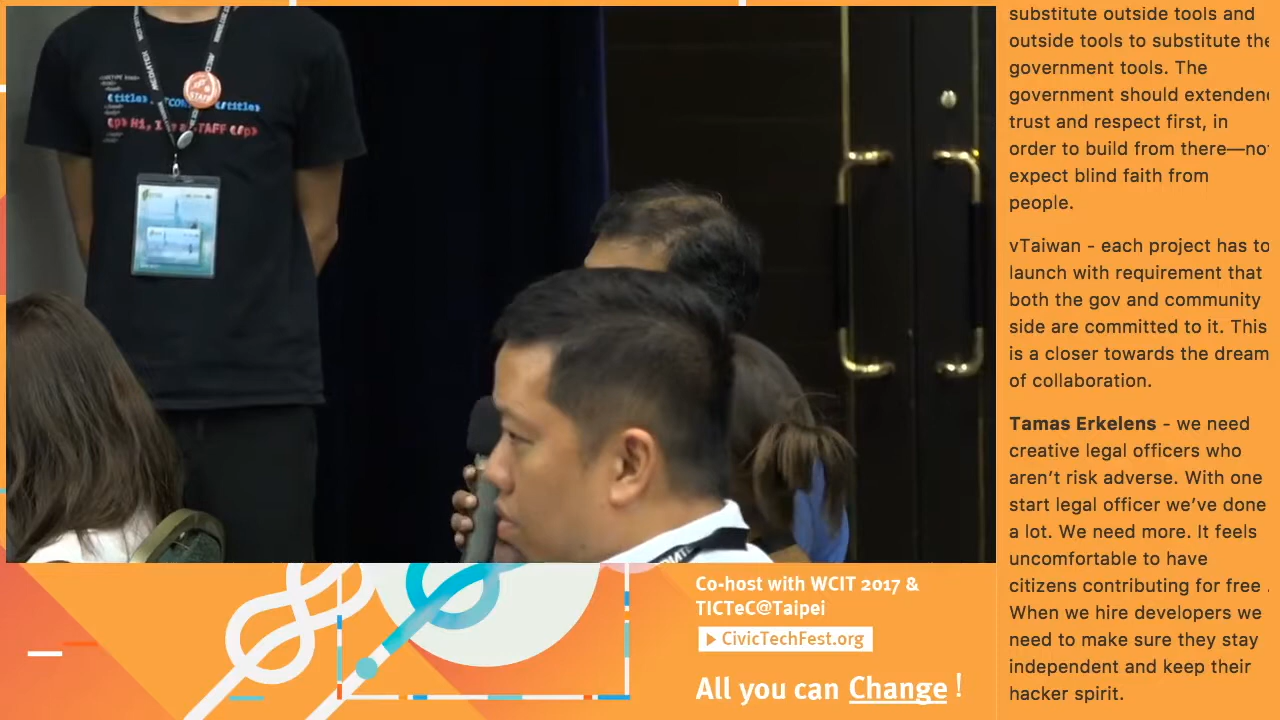 <title>
</title>
<p> Hi, I'm a STAFF </p>
STAFF
substitute outside tools and
outside tools to substitute the
government tools. The
government should extenden
trust and respect first, in
order to build from there—not
expect blind faith from
people.
vTaiwan - each project has to
launch with requirement that
both the gov and community
side are committed to it. This
is a closer towards the dream
of collaboration.
Tamas Erkelens - we need
creative legal officers who
aren't risk adverse. With one
start legal officer we've done
a lot. We need more. It feels
uncomfortable to have
citizens contributing for free .
When we hire developers we
need to make sure they stay
independent and keep their
hacker spirit.
Co-host with WCIT 2017 &
TICTeC@Taipei
CivicTechFest.org
All you can Change !